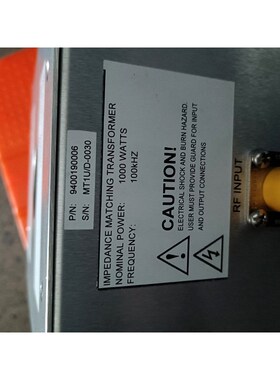 P/N: 9400190006
S/N: MT1U/D-0030
IMPEDANCE MATCHING TRANSFORMER
NOMINAL POWER: 1000 WATTS
FREQUENCY: 100kHZ
CAUTION!
ELECTRICAL SHOCK AND BURN HAZARD.
USER MUST PROVIDE GUARD FOR INPUT
AND OUTPUT CONNECTIONS
RF INPUT